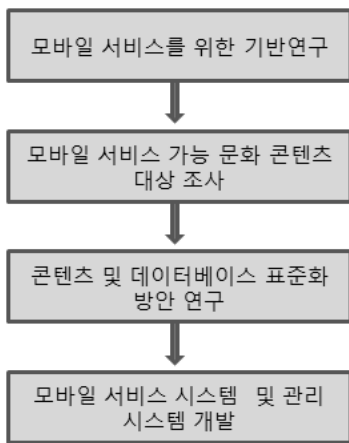 모바일 서비스를 위한 기반연구
모바일 서비스 가능 문화 콘텐츠
대상 조사
콘텐츠 및 데이터베이스 표준화
방안 연구
모바일 서비스 시스템 및 관리
시스템 개발